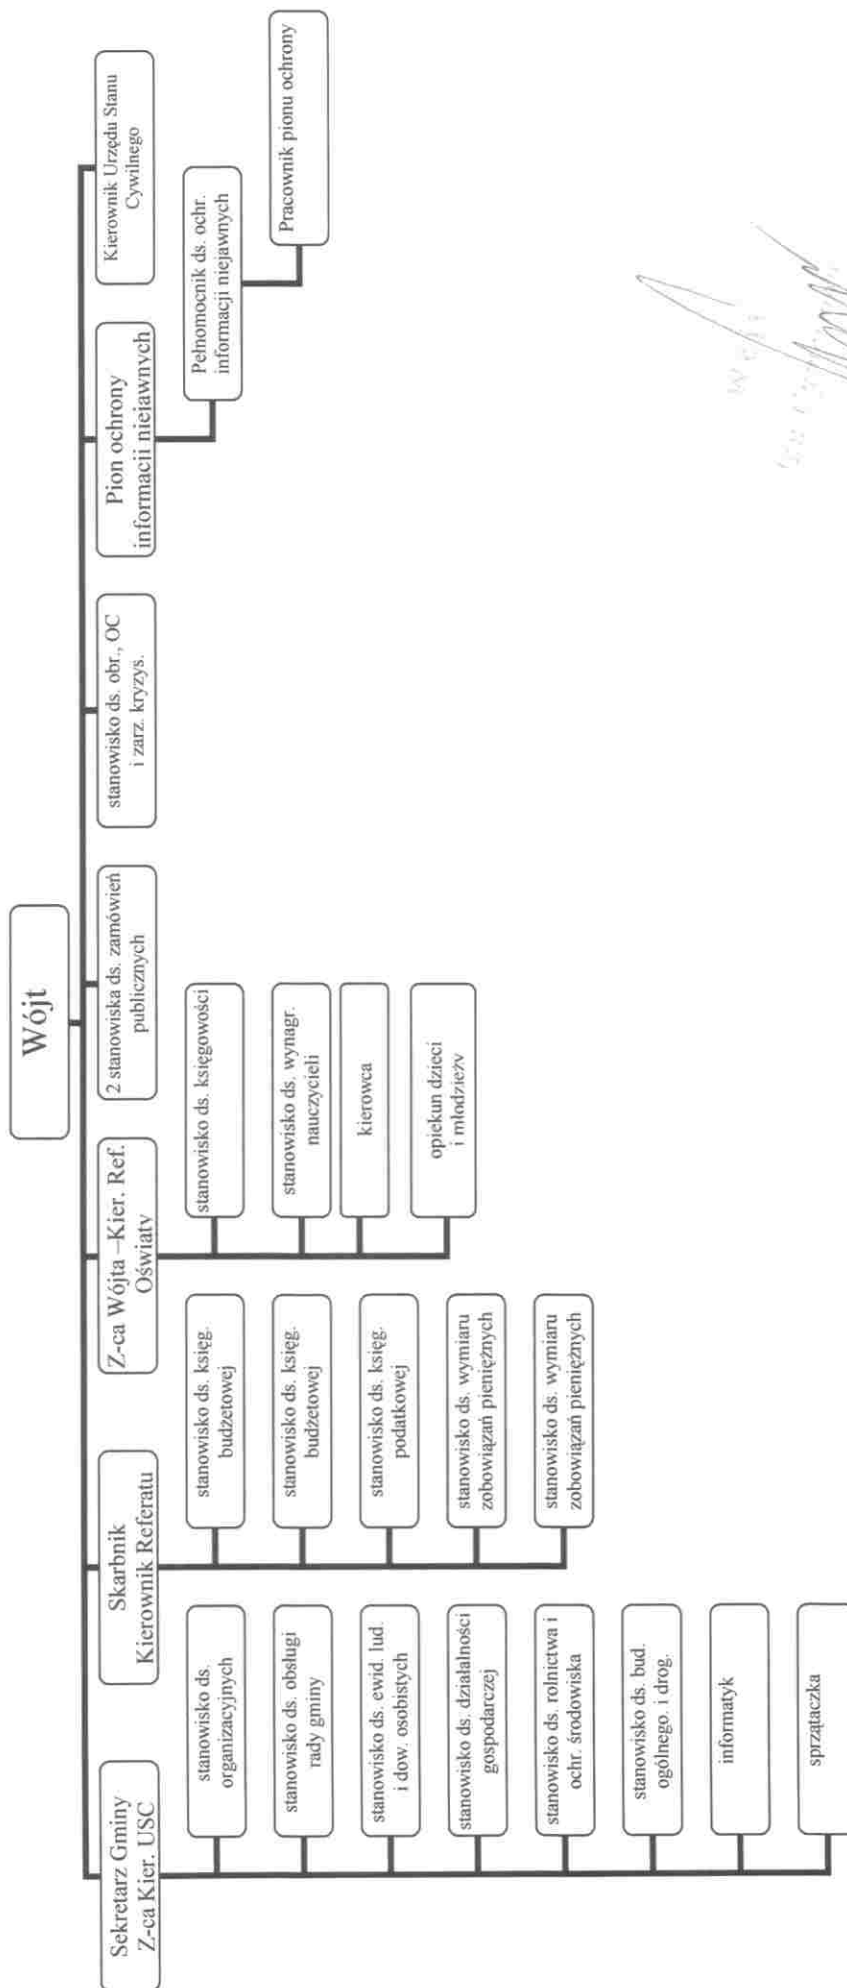 Wójt
Sekretarz Gminy
Z-ca Kier. USC
stanowisko ds.
organizacyjnych
stanowisko ds. obsługi
rady gminy
stanowisko ds. ewid. lud.
i dow. osobistych
stanowisko ds. działalności
gospodarczej
stanowisko ds. rolnictwa i
ochr. środowiska
stanowisko ds. bud.
ogólnego. i drog.
informatyk
sprzątaczka
Skarbnik
Kierownik Referatu
stanowisko ds. księg.
budżetowej
stanowisko ds. księg.
budżetowej
stanowisko ds. księg.
podatkowej
stanowisko ds. wymiaru
zobowiązań pieniężnych
stanowisko ds. wymiaru
zobowiązań pieniężnych
Z-ca Wójta –Kier. Ref.
Oświaty
stanowisko ds. księgowości
stanowisko ds. wynagr.
nauczycieli
kierowca
opiekun dzieci
i młodzieży
2 stanowiska ds. zamówień
publicznych
stanowisko ds. obr., OC
i zarz. kryzys.
Pion ochrony
informacji niejawnych
Pełnomocnik ds. ochr.
informacji niejawnych
Pracownik pionu ochrony
Kierownik Urzędu Stanu
Cywilnego